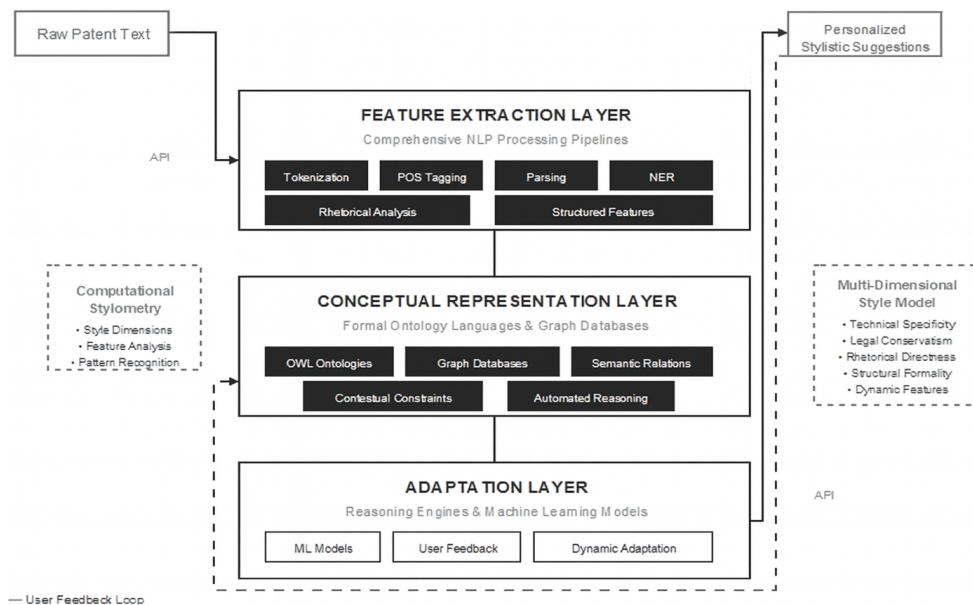 Raw Patent Text
Personalized
Stylistic Suggestions
FEATURE EXTRACTION LAYER
Comprehensive NLP Processing Pipelines
API
Tokenization
POS Tagging
Parsing
NER
Rhetorical Analysis
Structured Features
Computational
Stylometry
• Style Dimensions
• Feature Analysis
• Pattern Recognition
CONCEPTUAL REPRESENTATION LAYER
Formal Ontology Languages & Graph Databases
OWL Ontologies
Graph Databases
Semantic Relations
Contextual Constraints
Automated Reasoning
Multi-Dimensional
Style Model
• Technical Specificity
• Legal Conservatism
• Rhetorical Directness
• Structural Formality
• Dynamic Features
ADAPTATION LAYER
Reasoning Engines & Machine Learning Models
API
ML Models
User Feedback
Dynamic Adaptation
— User Feedback Loop